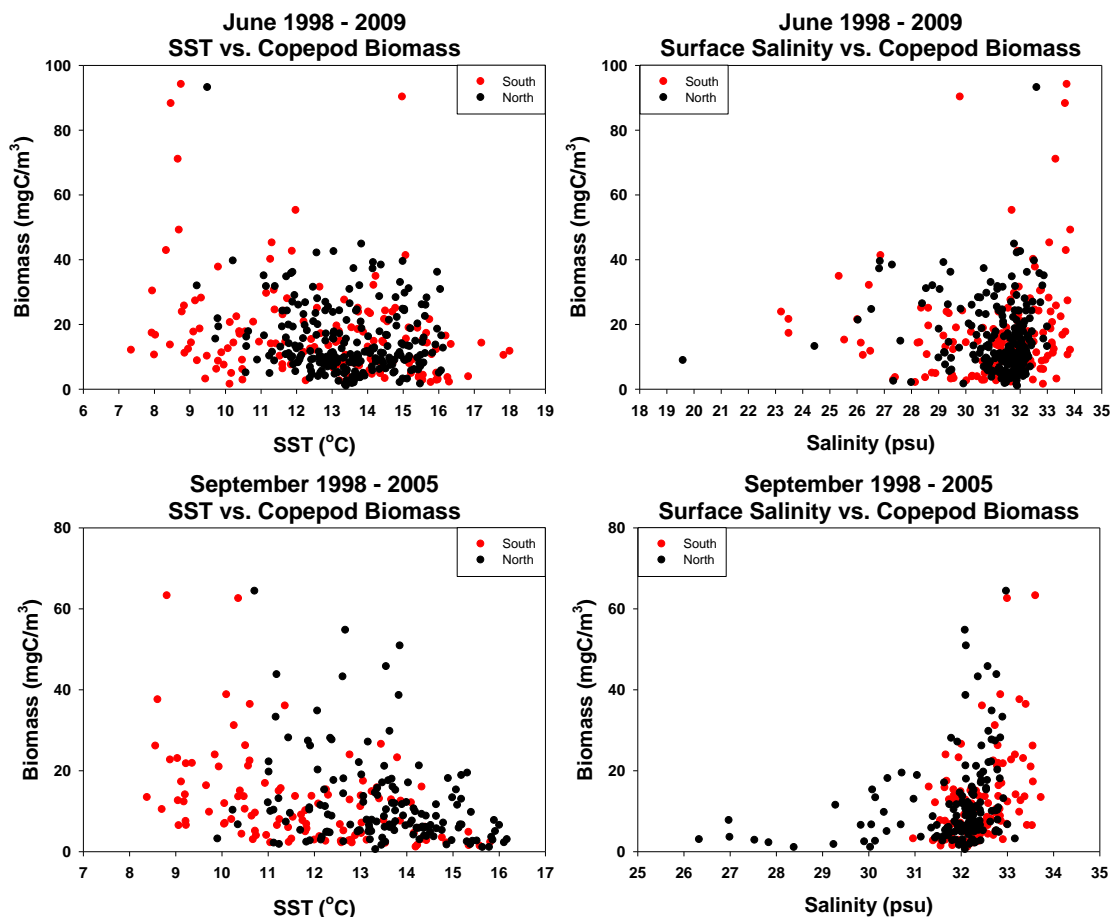 June 1998 - 2009
SST vs. Copepod Biomass
100
80
60
40
20
0
Biomass (mgC/m³)
South
North
6 7 8 9 10 11 12 13 14 15 16 17 18 19
SST (°C)
June 1998 - 2009
Surface Salinity vs. Copepod Biomass
100
80
60
40
20
0
Biomass (mgC/m³)
South
North
18 19 20 21 22 23 24 25 26 27 28 29 30 31 32 33 34 35
Salinity (psu)
September 1998 - 2005
SST vs. Copepod Biomass
80
60
40
20
0
Biomass (mgC/m³)
South
North
6 7 8 9 10 11 12 13 14 15 16 17
SST (°C)
September 1998 - 2005
Surface Salinity vs. Copepod Biomass
80
60
40
20
0
Biomass (mgC/m³)
South
North
25 26 27 28 29 30 31 32 33 34 35
Salinity (psu)